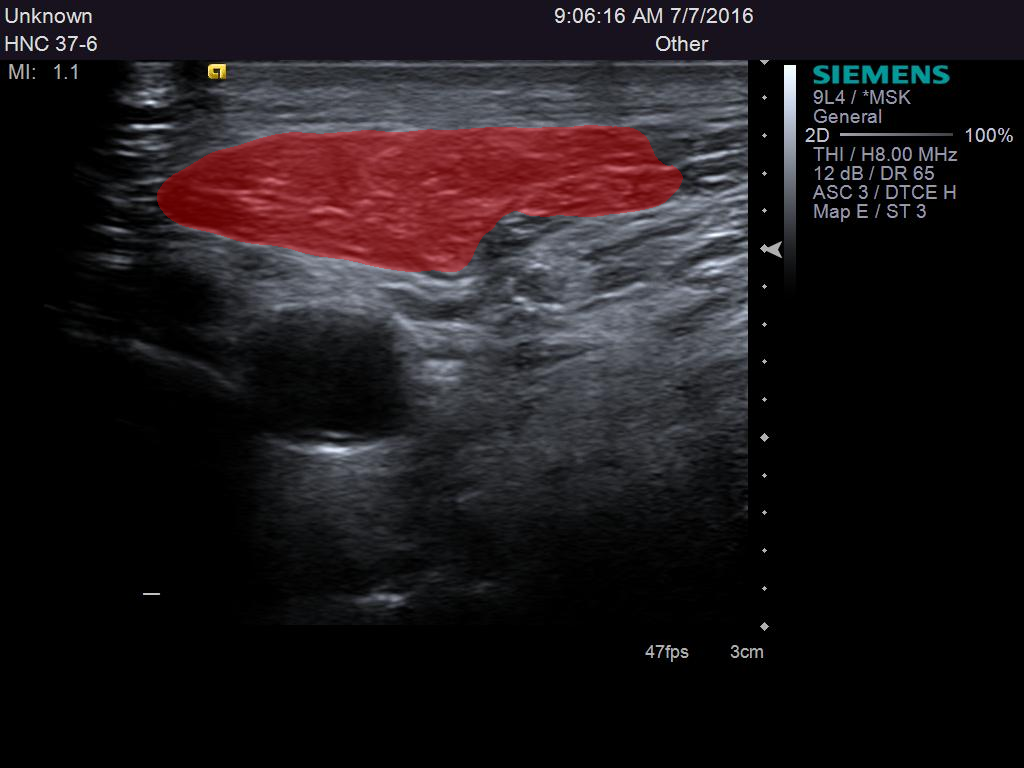 Unknown
9:06:16 AM 7/7/2016
HNC 37-6
Other
MI: 1.1
SIEMENS
9L4 / *MSK
General
2D 100%
THI / H8.00 MHz
12 dB / DR 65
ASC 3 / DTCE H
Map E / ST 3
47fps 3cm